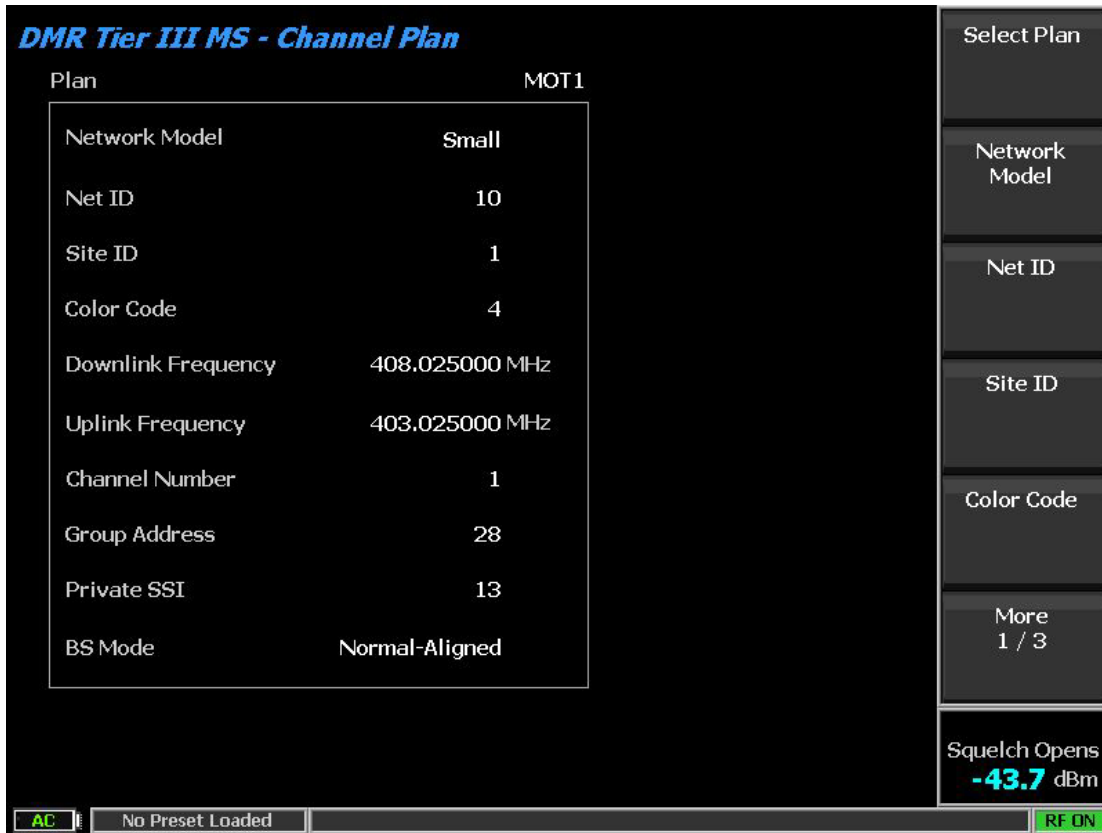 DMR Tier III MS - Channel Plan
Plan MOT1
Network Model Small
Net ID 10
Site ID 1
Color Code 4
Downlink Frequency 408.025000 MHz
Uplink Frequency 403.025000 MHz
Channel Number 1
Group Address 28
Private SSI 13
BS Mode Normal-Aligned
Select Plan
Network
Model
Net ID
Site ID
Color Code
More
1 / 3
Squelch Opens
-43.7 dBm
AC No Preset Loaded RF ON